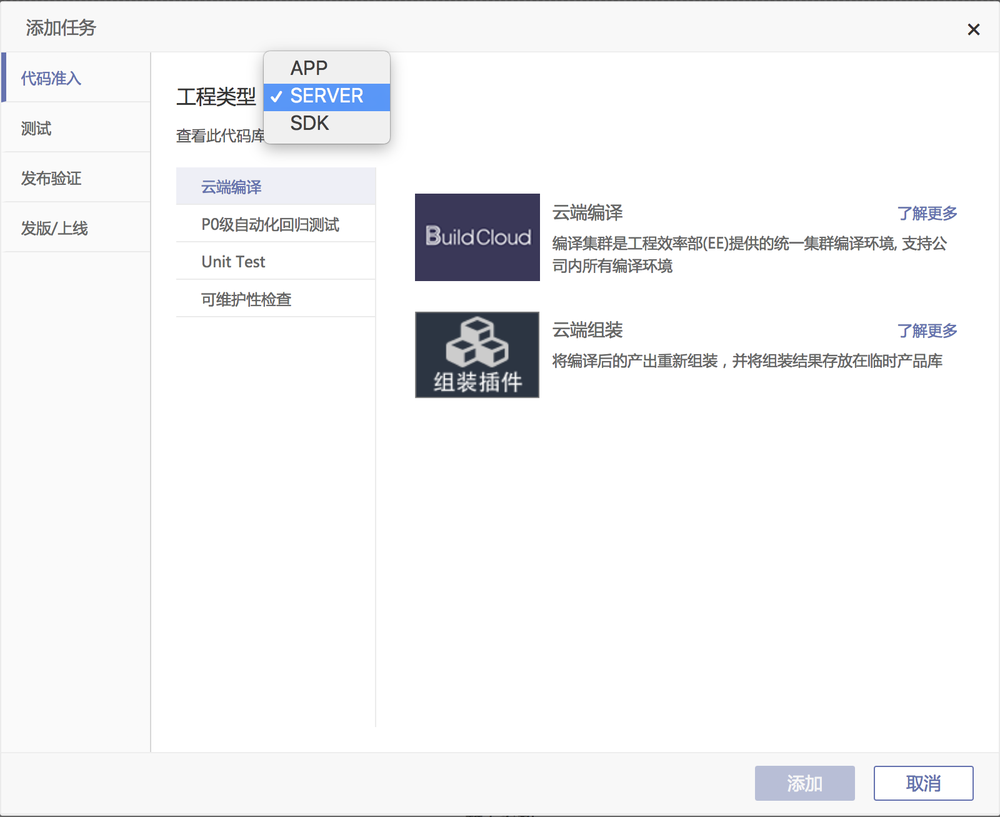 添加任务
代码准入
测试
发布验证
发版/上线
工程类型
APP
SERVER
SDK
查看此代码库
云端编译
P0级自动化回归测试
Unit Test
可维护性检查
BuildCloud
云端编译
了解更多
编译集群是工程效率部(EE)提供的统一集群编译环境, 支持公
司内所有编译环境
组装插件
云端组装
了解更多
将编译后的产出重新组装，并将组装结果存放在临时产品库
添加
取消